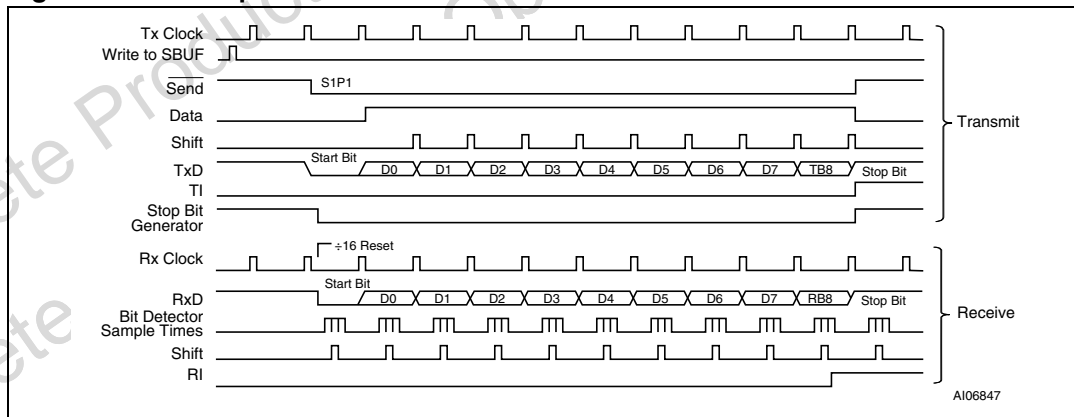 Tx Clock
Write to SBUF
Send
S1P1
Data
Transmit
Shift
TxD
Start Bit
D0 D1 D2 D3 D4 D5 D6 D7 TB8 Stop Bit
TI
Stop Bit
Generator
÷16 Reset
Rx Clock
RxD
Start Bit
D0 D1 D2 D3 D4 D5 D6 D7 RB8 Stop Bit
Bit Detector
Sample Times
Receive
Shift
RI
AI06847